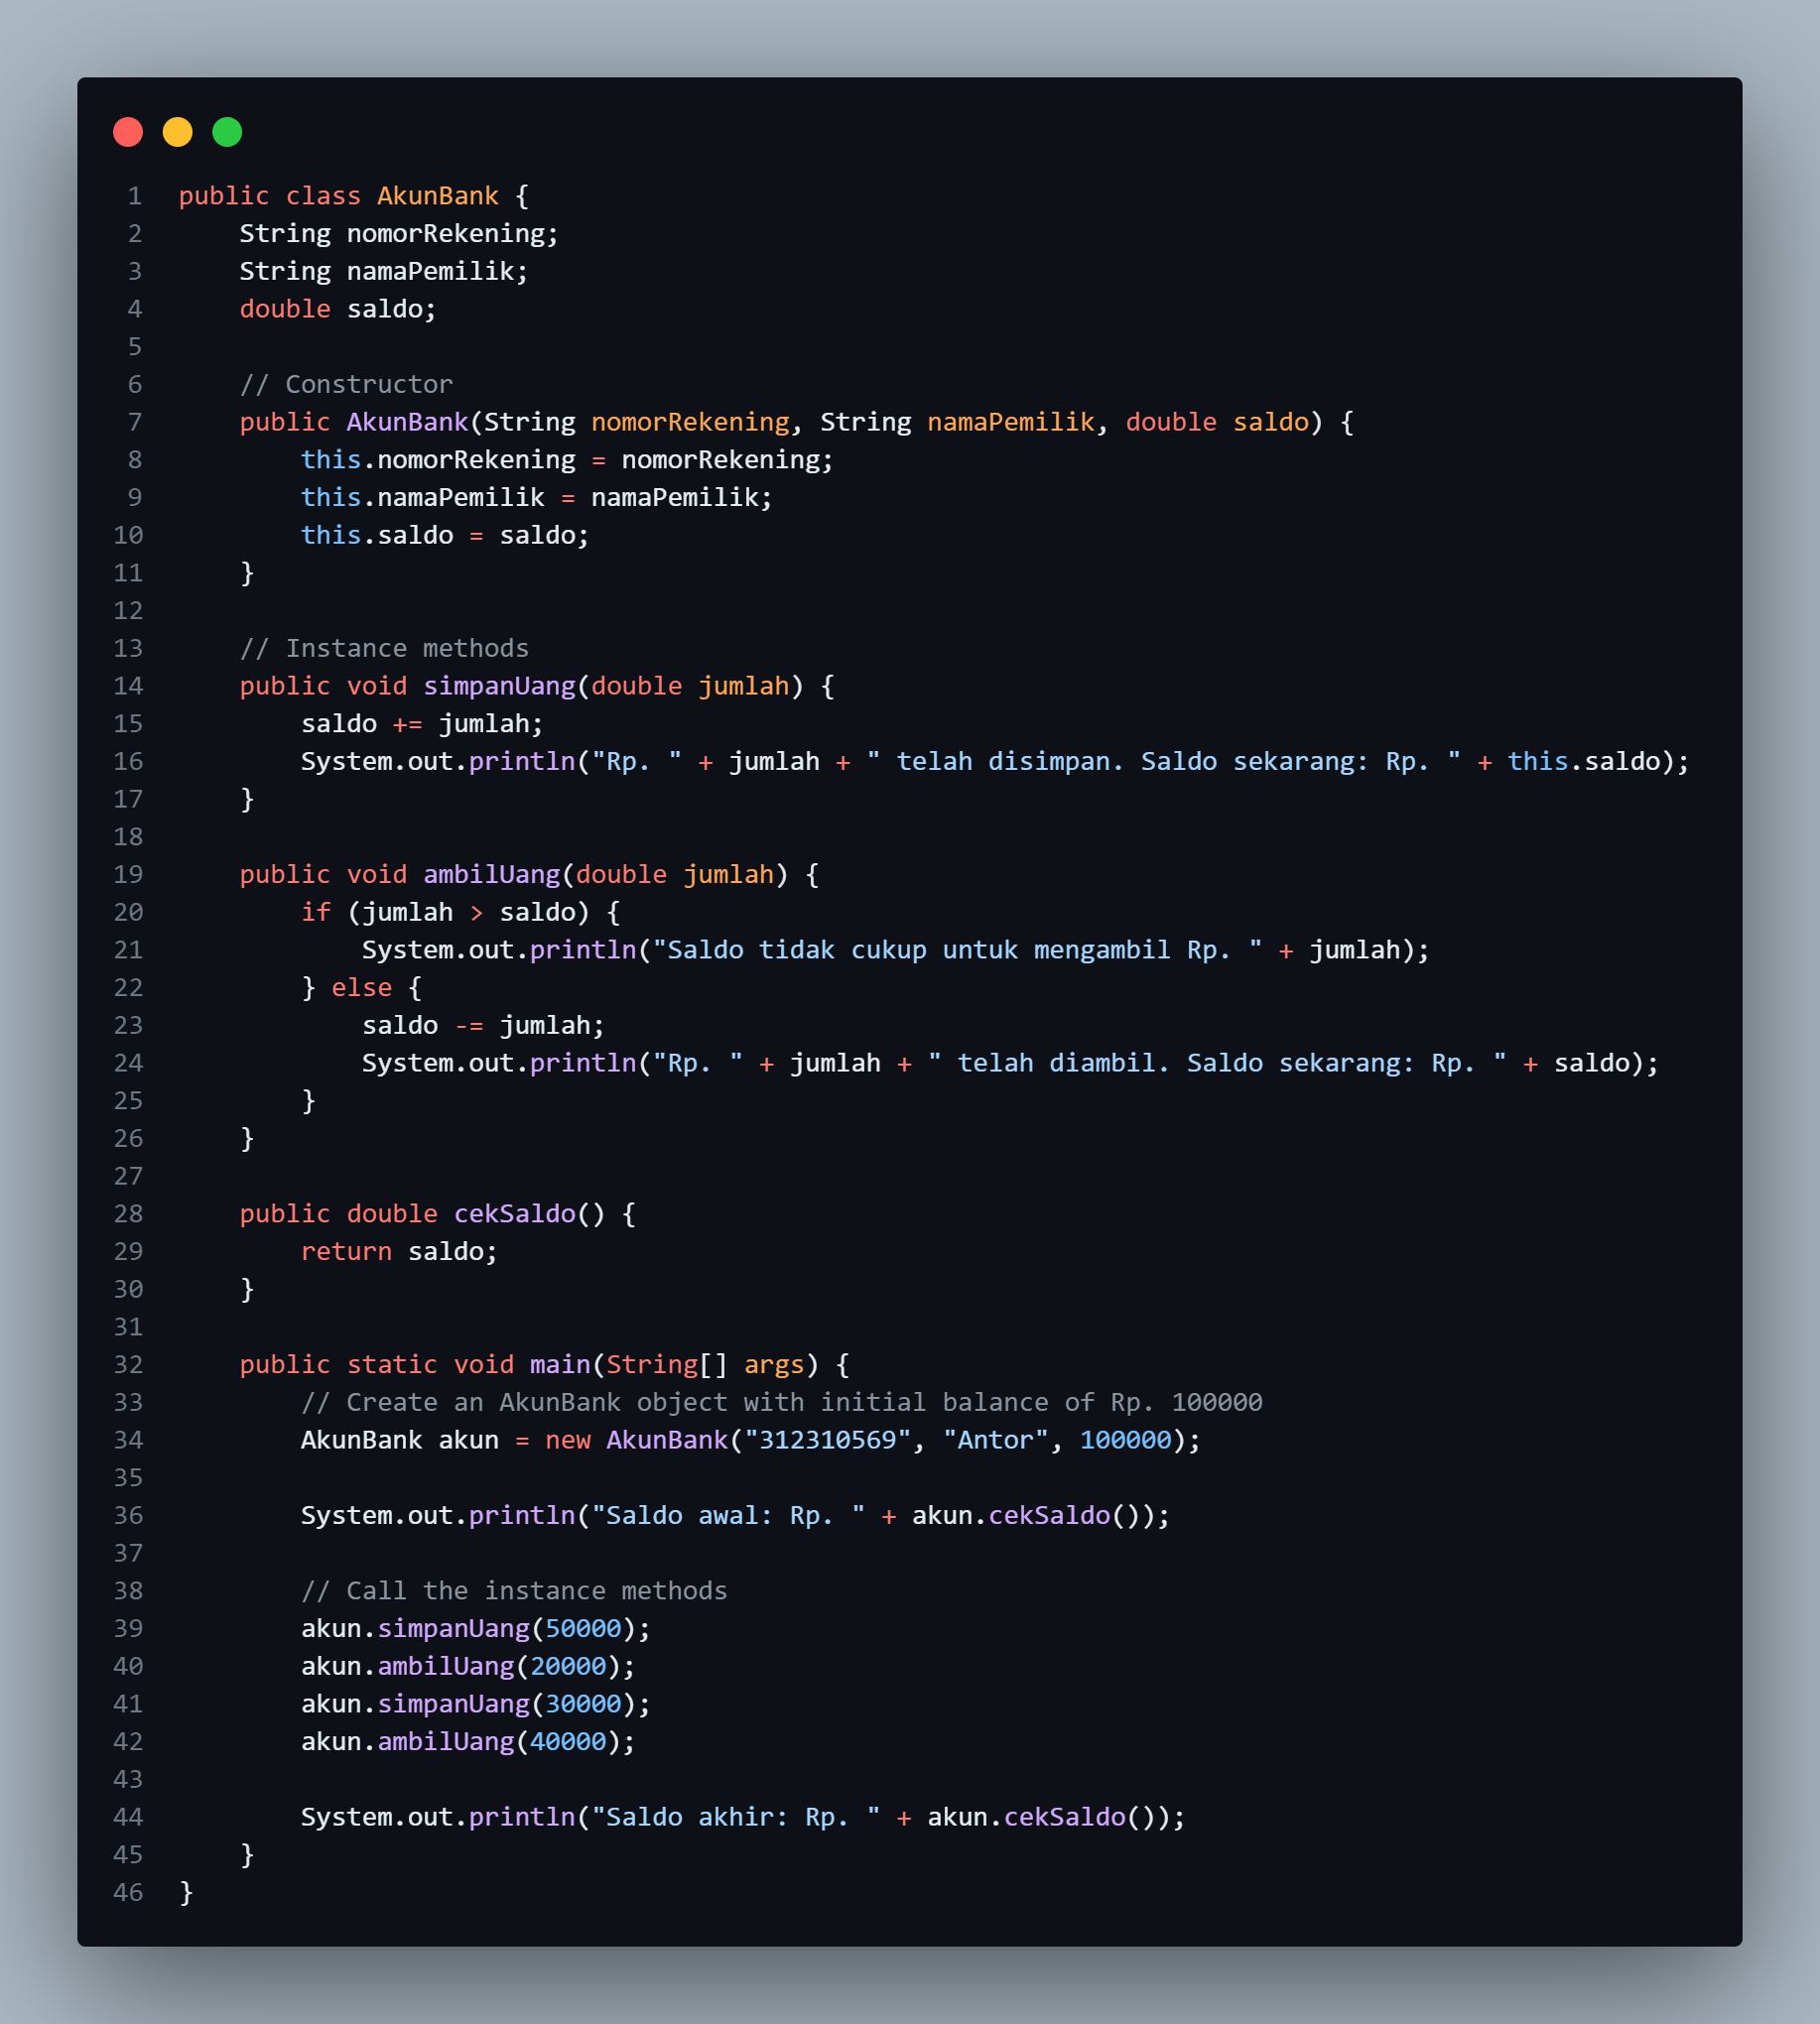 1 public class AkunBank {
2     String nomorRekening;
3     String namaPemilik;
4     double saldo;
5
6     // Constructor
7     public AkunBank(String nomorRekening, String namaPemilik, double saldo) {
8         this.nomorRekening = nomorRekening;
9         this.namaPemilik = namaPemilik;
10         this.saldo = saldo;
11     }
12
13     // Instance methods
14     public void simpanUang(double jumlah) {
15         saldo += jumlah;
16         System.out.println("Rp. " + jumlah + " telah disimpan. Saldo sekarang: Rp. " + this.saldo);
17     }
18
19     public void ambilUang(double jumlah) {
20         if (jumlah > saldo) {
21             System.out.println("Saldo tidak cukup untuk mengambil Rp. " + jumlah);
22         } else {
23             saldo -= jumlah;
24             System.out.println("Rp. " + jumlah + " telah diambil. Saldo sekarang: Rp. " + saldo);
25         }
26     }
27
28     public double cekSaldo() {
29         return saldo;
30     }
31
32     public static void main(String[] args) {
33         // Create an AkunBank object with initial balance of Rp. 100000
34         AkunBank akun = new AkunBank("312310569", "Antor", 100000);
35
36         System.out.println("Saldo awal: Rp. " + akun.cekSaldo());
37
38         // Call the instance methods
39         akun.simpanUang(50000);
40         akun.ambilUang(20000);
41         akun.simpanUang(30000);
42         akun.ambilUang(40000);
43
44         System.out.println("Saldo akhir: Rp. " + akun.cekSaldo());
45     }
46 }